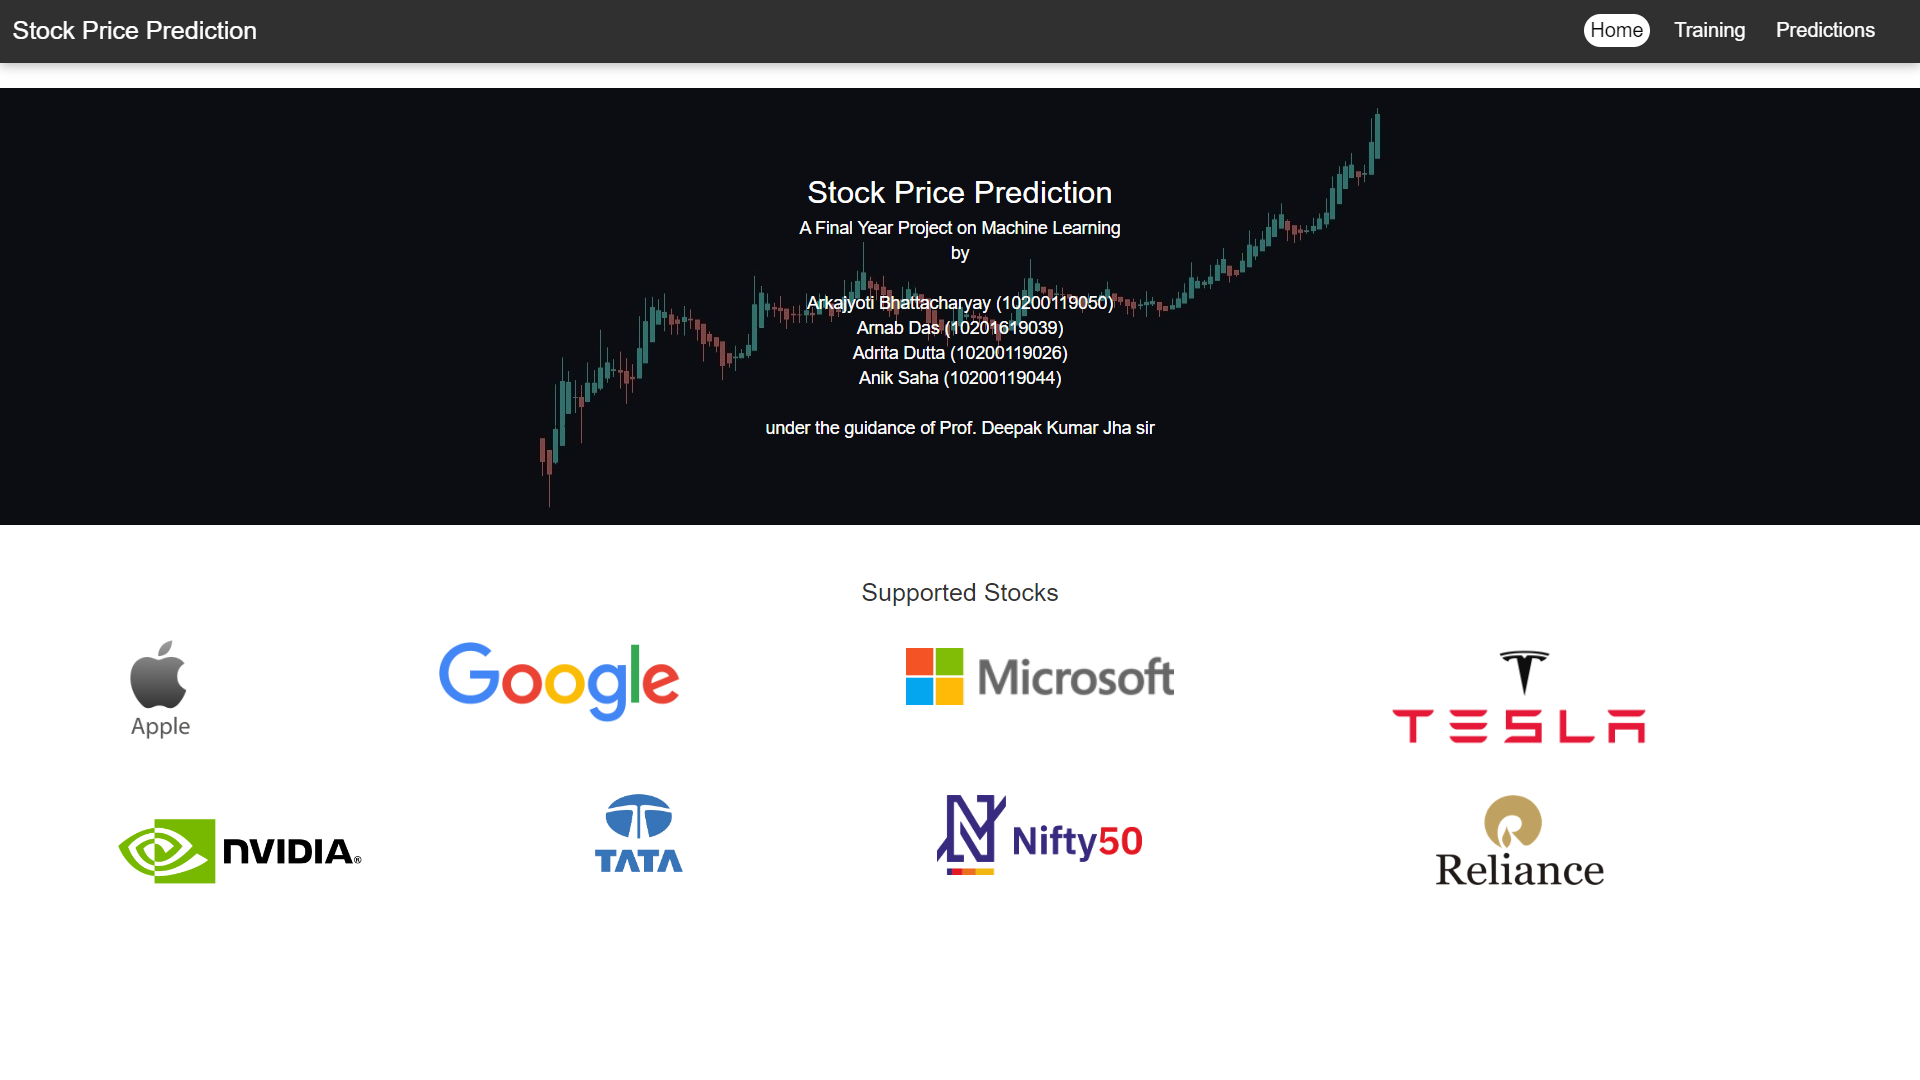 Stock Price Prediction
Home
Training
Predictions
Stock Price Prediction
A Final Year Project on Machine Learning
by
Arkajyoti Bhattacharyay (10200119050)
Arnab Das (10201619039)
Adrita Dutta (10200119026)
Anik Saha (10200119044)
under the guidance of Prof. Deepak Kumar Jha sir
Supported Stocks
Apple
Google
Microsoft
TESLA
NVIDIA®
TATA
Nifty50
Reliance